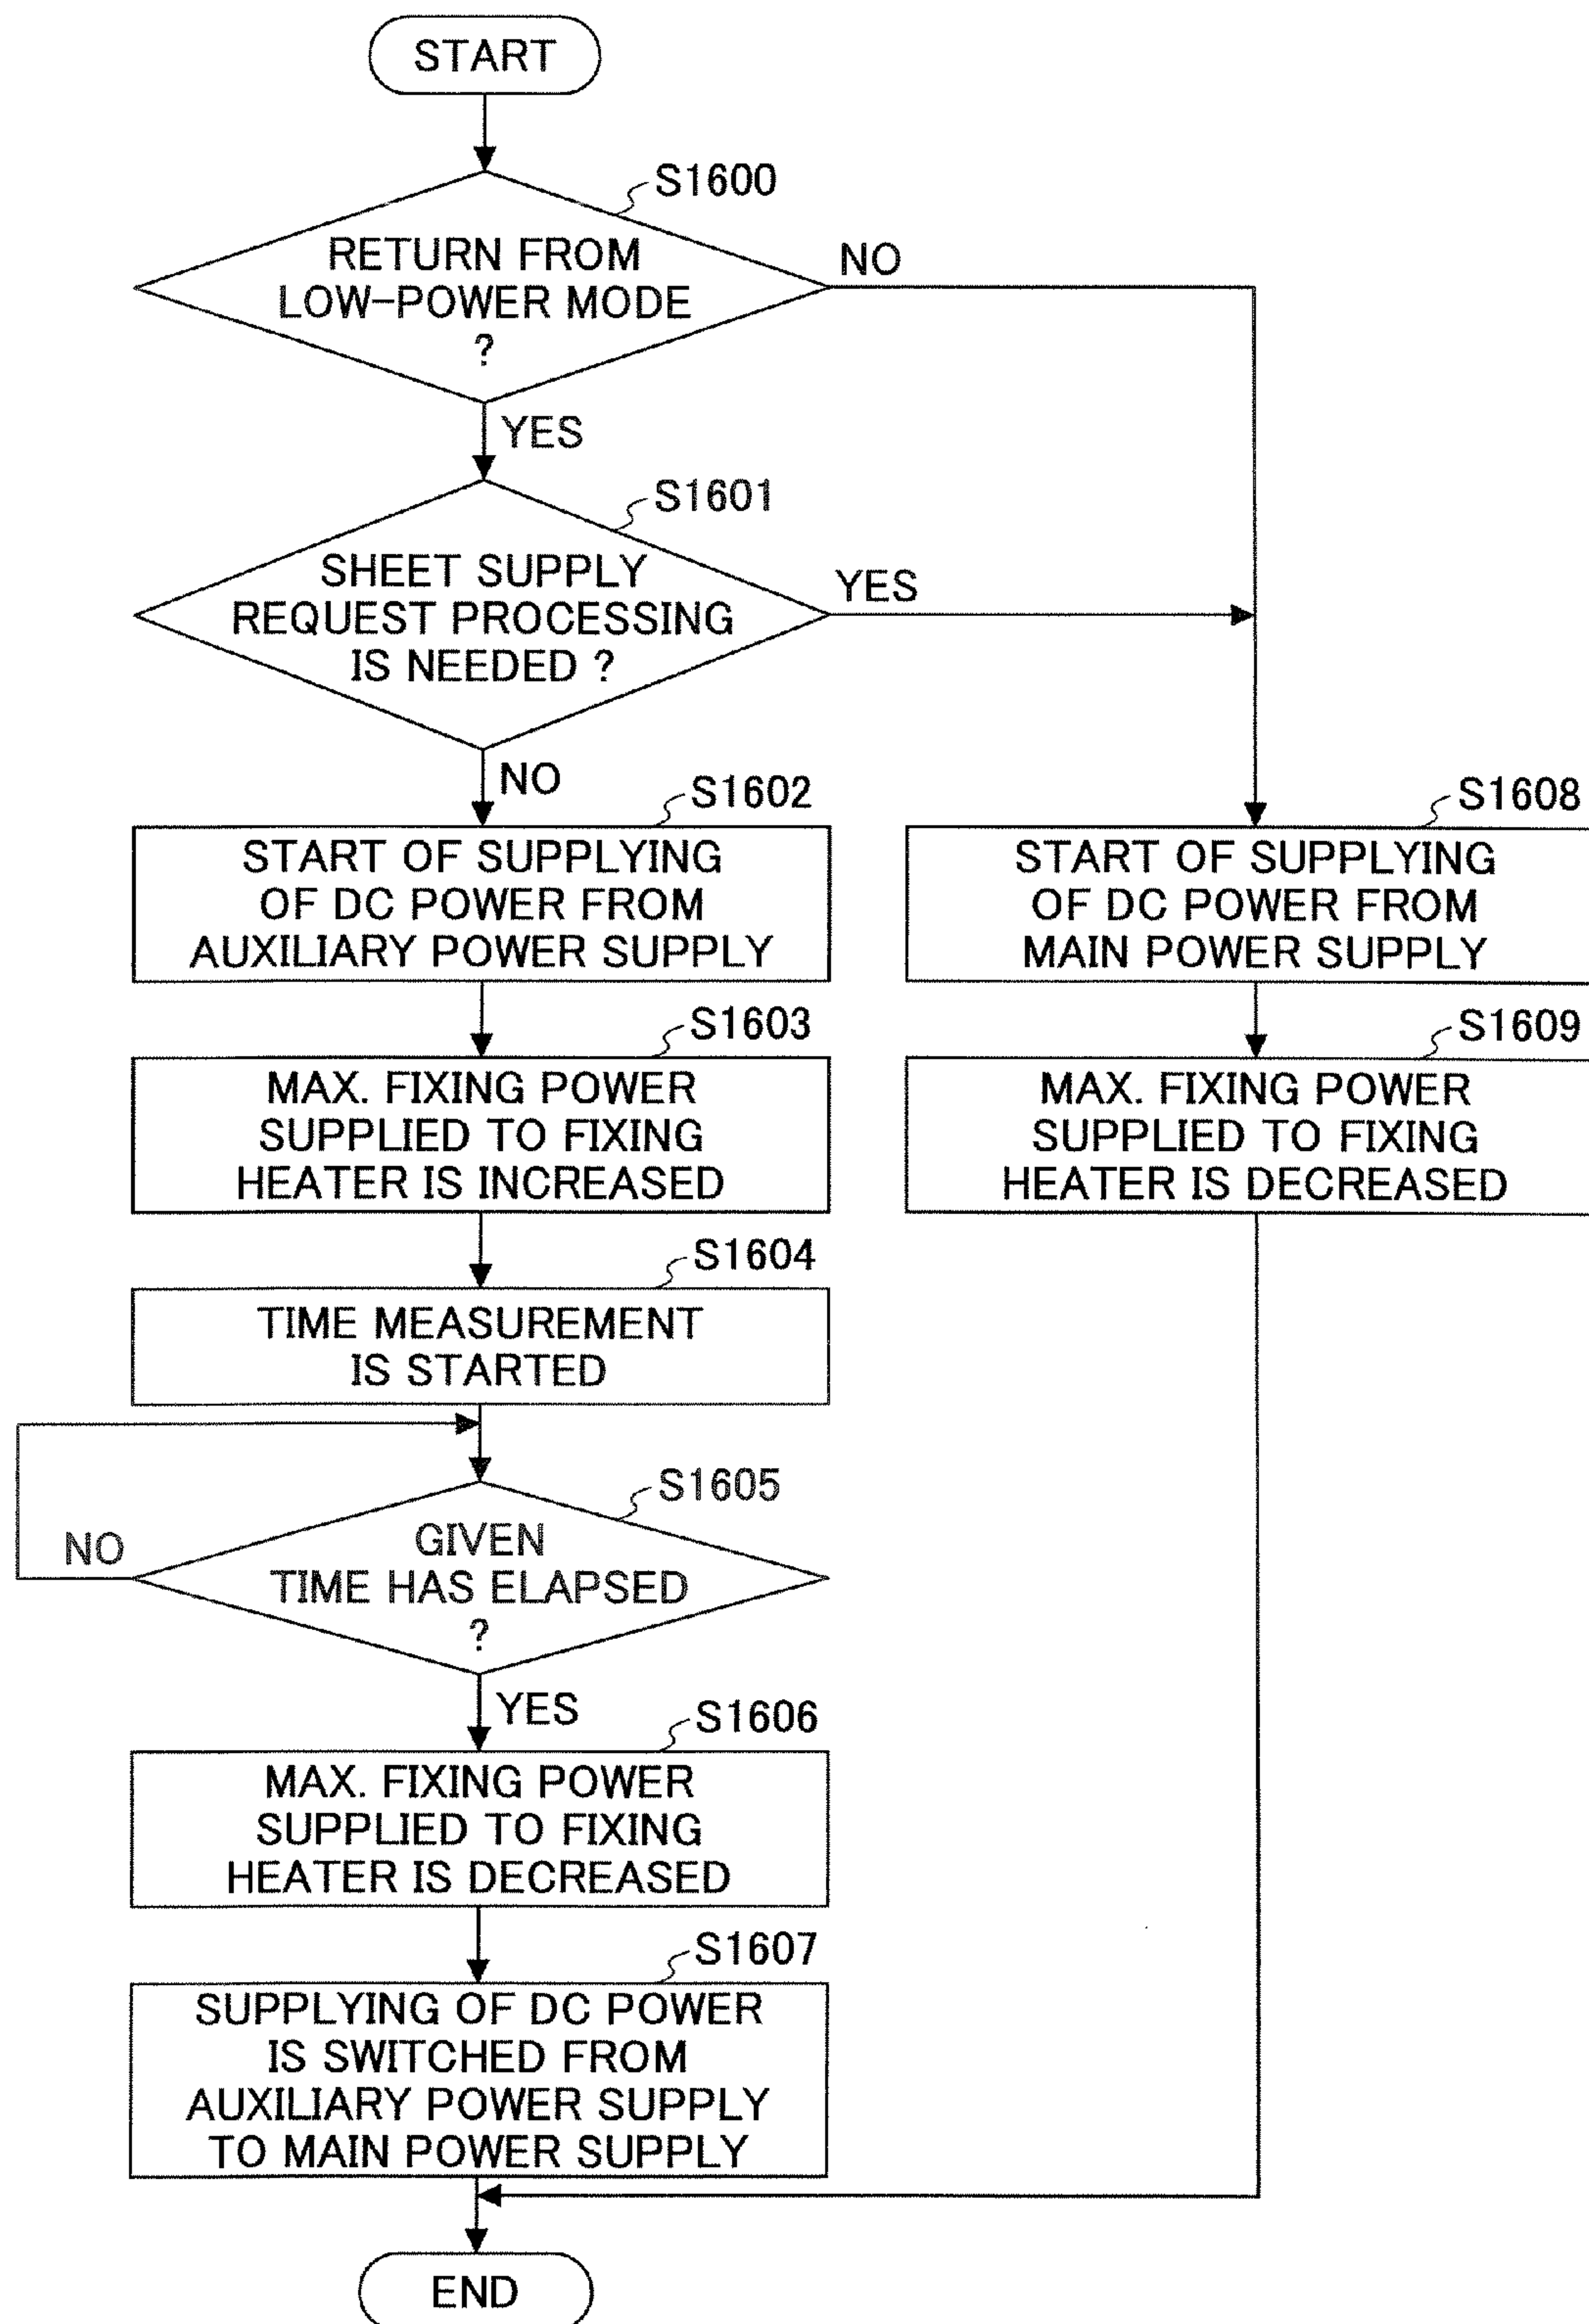 START
S1600
RETURN FROM
LOW-POWER MODE
?
NO
YES
S1601
SHEET SUPPLY
REQUEST PROCESSING
IS NEEDED ?
YES
NO
S1602
START OF SUPPLYING
OF DC POWER FROM
AUXILIARY POWER SUPPLY
S1608
START OF SUPPLYING
OF DC POWER FROM
MAIN POWER SUPPLY
S1603
MAX. FIXING POWER
SUPPLIED TO FIXING
HEATER IS INCREASED
S1609
MAX. FIXING POWER
SUPPLIED TO FIXING
HEATER IS DECREASED
S1604
TIME MEASUREMENT
IS STARTED
S1605
GIVEN
TIME HAS ELAPSED
?
NO
YES
S1606
MAX. FIXING POWER
SUPPLIED TO FIXING
HEATER IS DECREASED
S1607
SUPPLYING OF DC POWER
IS SWITCHED FROM
AUXILIARY POWER SUPPLY
TO MAIN POWER SUPPLY
END